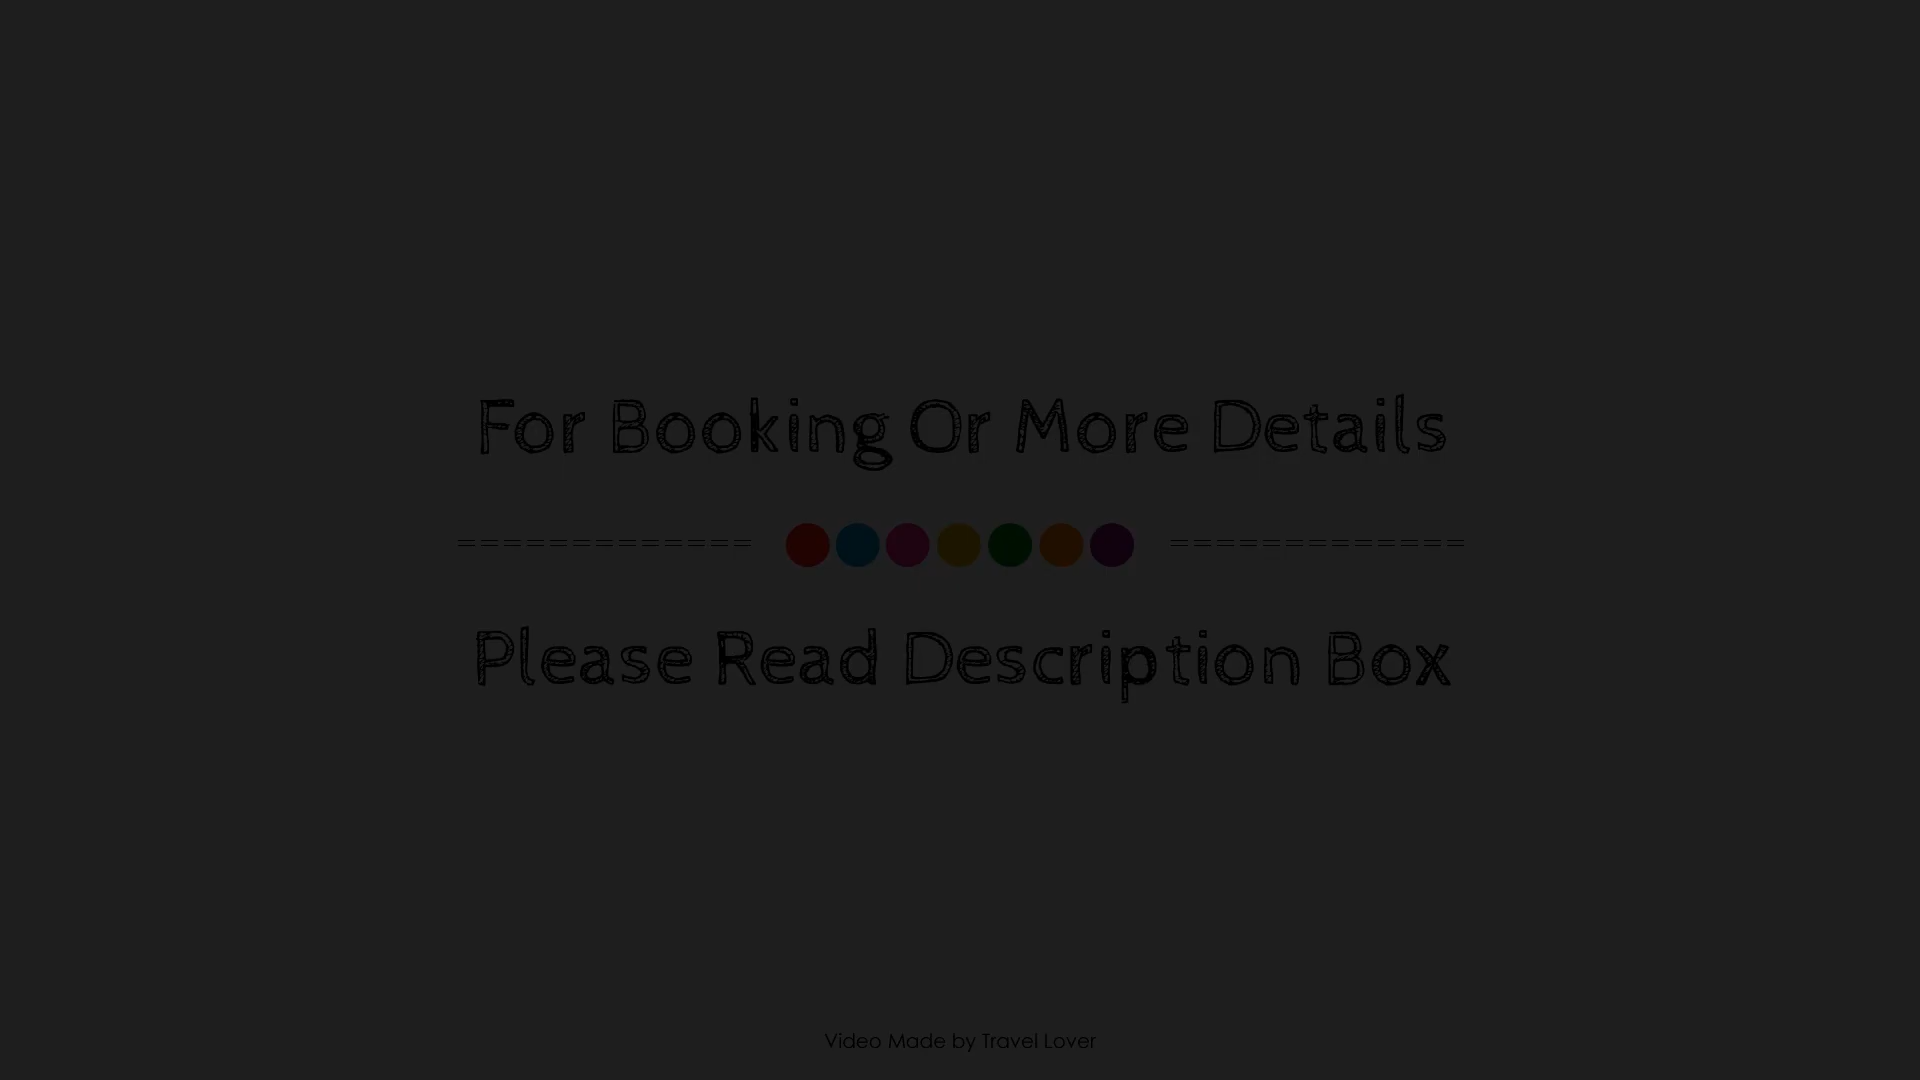 For Booking Or More Details
============= =============
Please Read Description Box
Video Made by Travel Lover